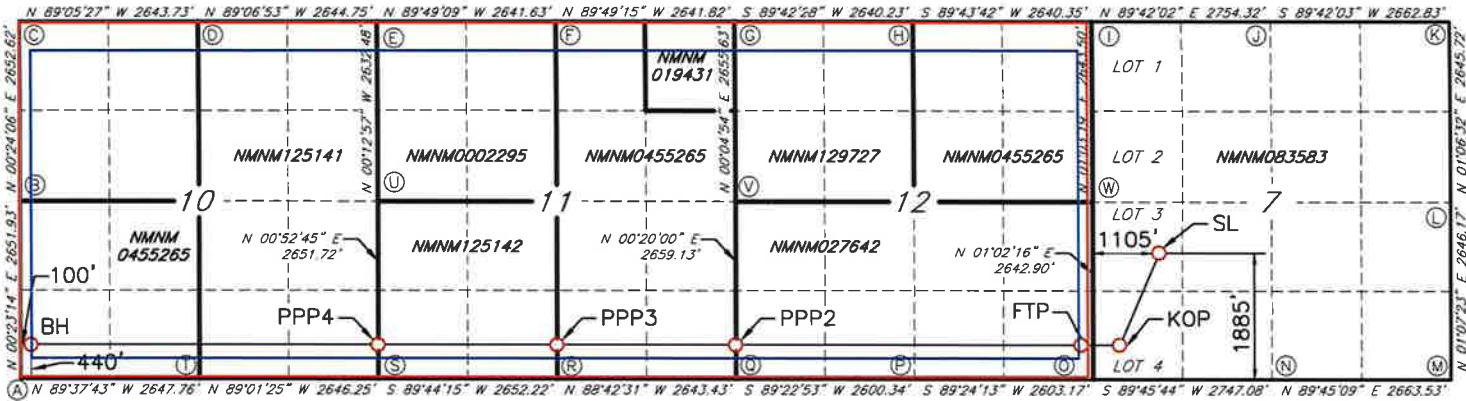 N 89°05'27" W 2643.73' N 89°06'53" W 2644.75' N 89°49'09" W 2641.63' N 89°49'15" W 2641.82' S 89°42'28" W 2640.23' S 89°43'42" W 2640.35' N 89°42'02" E 2754.32' S 89°42'03" W 2662.83'
C D E F G H I J K
N 00°24'06" E 2652.62'
N 00°12'57" W 2632.48'
NMNM
019431
N 00°04'54" E 2655.63'
LOT 1
N 01°06'32" E 2645.72'
NMNM125141 NMNM0002295 NMNM0455265 NMNM129727 NMNM0455265 LOT 2 NMNM083583
B 10 U 11 V 12 W 7
LOT 3 L
NMNM
0455265
N 00°52'45" E
2651.72'
NMNM125142
N 00°20'00" E
2659.13'
NMNM027642
N 01°02'16" E
2642.90'
1105' SL
N 00°23'14" E 2651.93'
N 01°07'23" E 2646.17'
100'
BH PPP4 PPP3 PPP2 FTP KOP 1885'
440' T S R Q P O LOT 4 N M
A N 89°37'43" W 2647.76' N 89°01'25" W 2646.25' S 89°44'15" W 2652.22' N 88°42'31" W 2643.43' S 89°22'53" W 2600.34' S 89°24'13" W 2603.17' S 89°45'44" W 2747.08' N 89°45'09" E 2663.53'